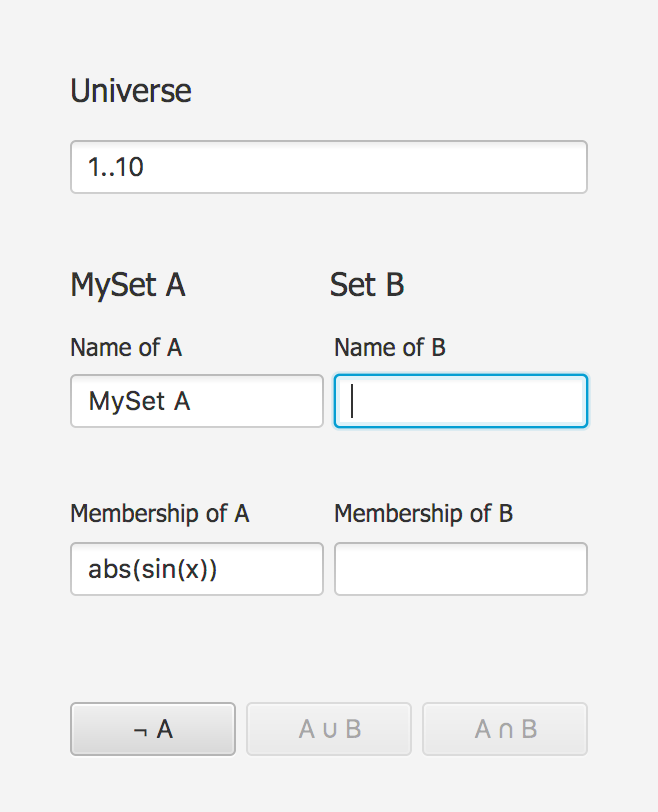 Universe
1..10
MySet A Set B
Name of A Name of B
MySet A
Membership of A Membership of B
abs(sin(x))
¬ A A ∪ B A ∩ B